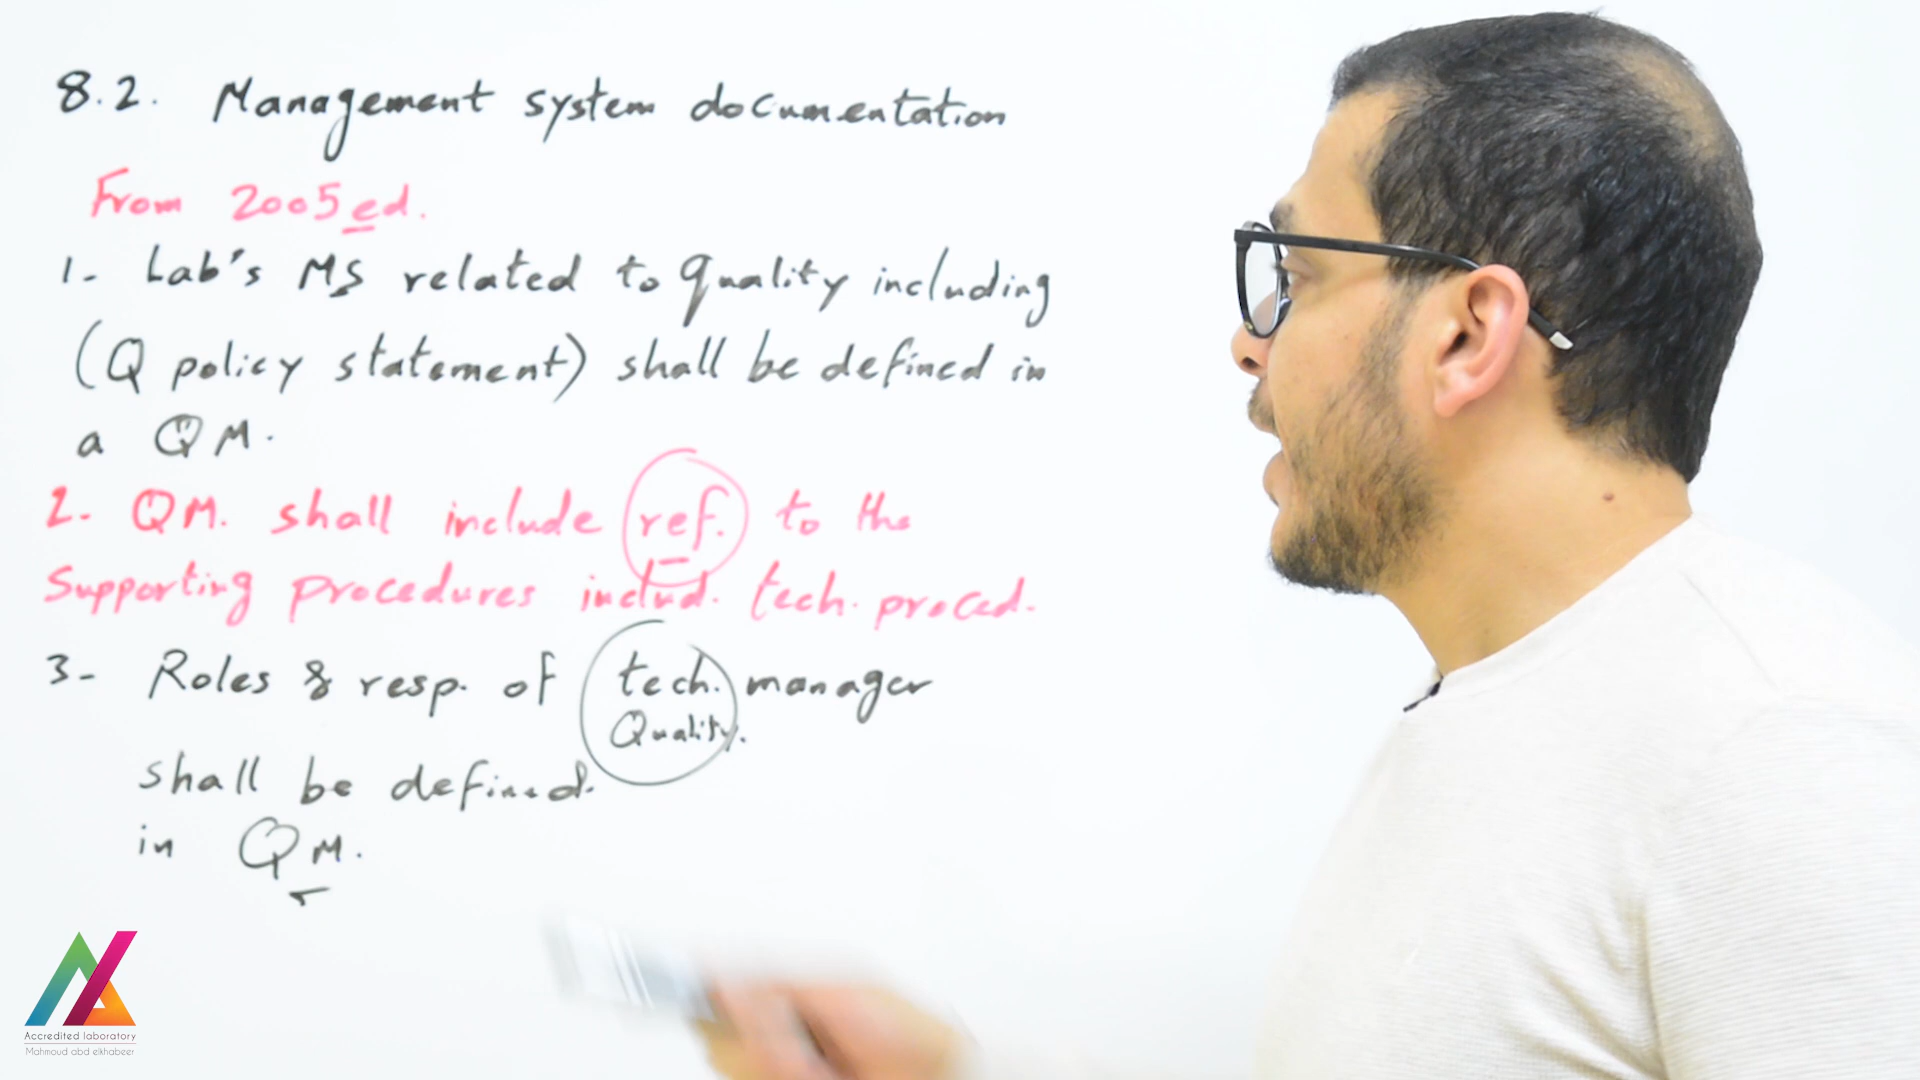 8.2. Management system documentation
From 2005 ed.
1- Lab's MS related to quality including
(Q policy statement) shall be defined in
a QM.
2- QM. shall include ref. to the
Supporting procedures includ. tech. proced.
3- Roles & resp. of tech. manager
Quality.
shall be defined.
in QM.
Accredited laboratory
Mahmoud abd elkhabeer